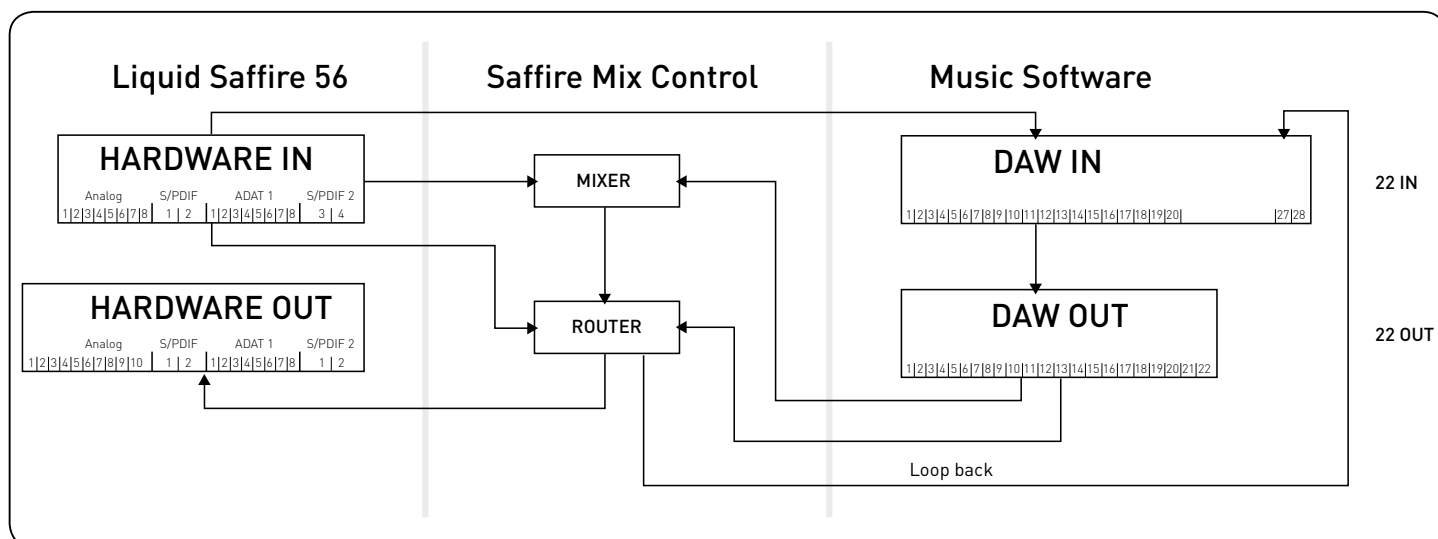 Liquid Saffire 56
Saffire Mix Control
Music Software
HARDWARE IN
Analog S/PDIF ADAT 1 S/PDIF 2
1|2|3|4|5|6|7|8| 1 | 2 |1|2|3|4|5|6|7|8| 3 | 4
MIXER
DAW IN
1|2|3|4|5|6|7|8|9|10|11|12|13|14|15|16|17|18|19|20| |27|28
22 IN
HARDWARE OUT
Analog S/PDIF ADAT 1 S/PDIF 2
1|2|3|4|5|6|7|8|9|10 | 1 | 2 |1|2|3|4|5|6|7|8| 1 | 2
ROUTER
DAW OUT
1|2|3|4|5|6|7|8|9|10|11|12|13|14|15|16|17|18|19|20|21|22
22 OUT
Loop back